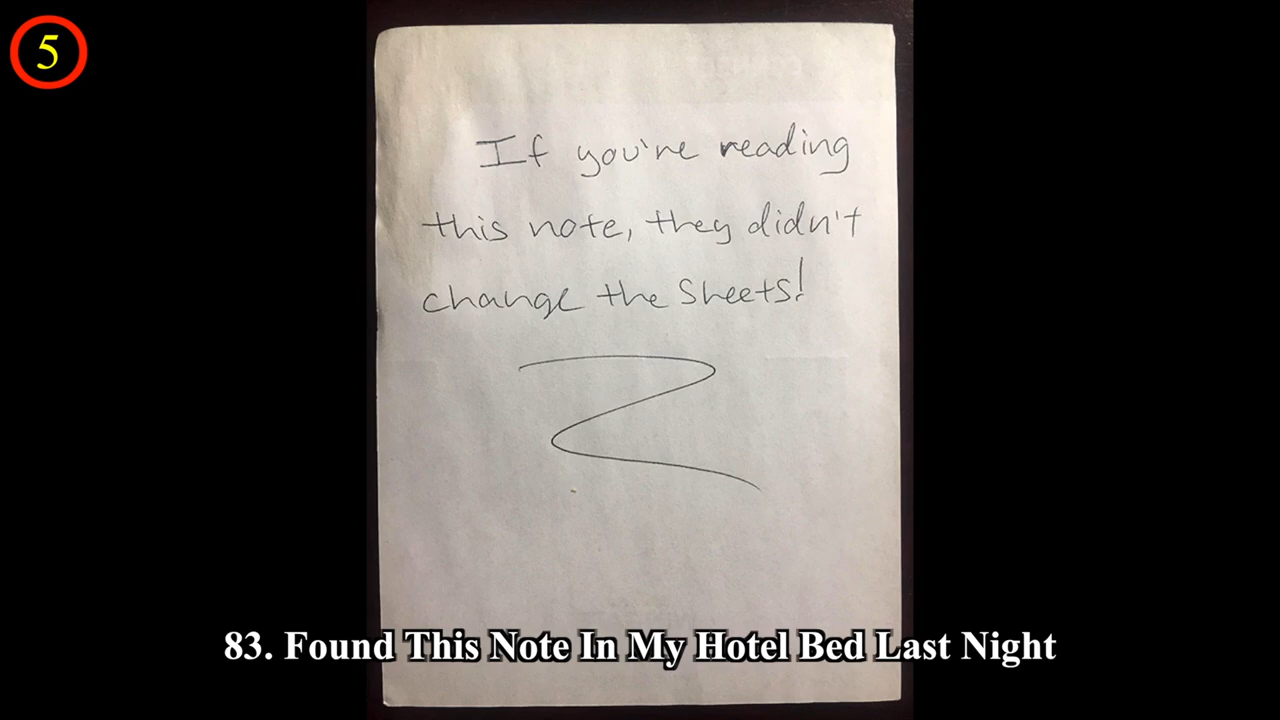 5
If you're reading
this note, they didn't
change the Sheets!
83. Found This Note In My Hotel Bed Last Night